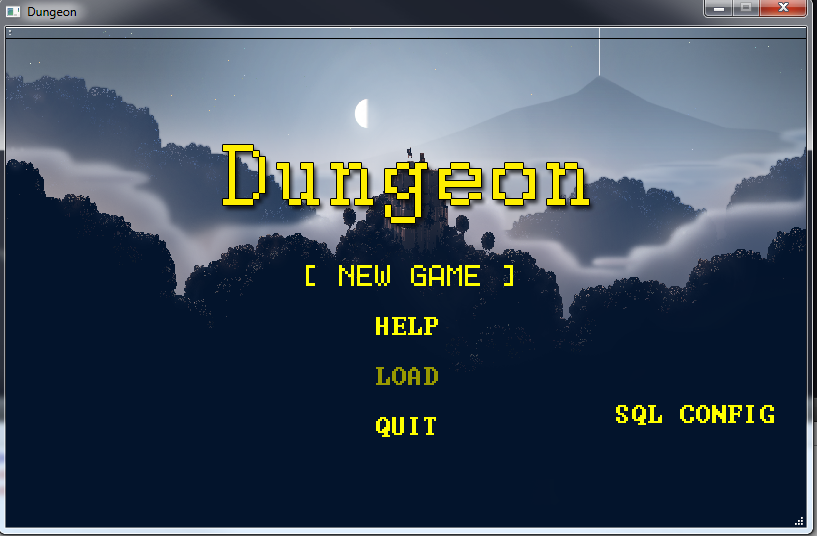 Dungeon
Dungeon
[ NEW GAME ]
HELP
LOAD
SQL CONFIG
QUIT